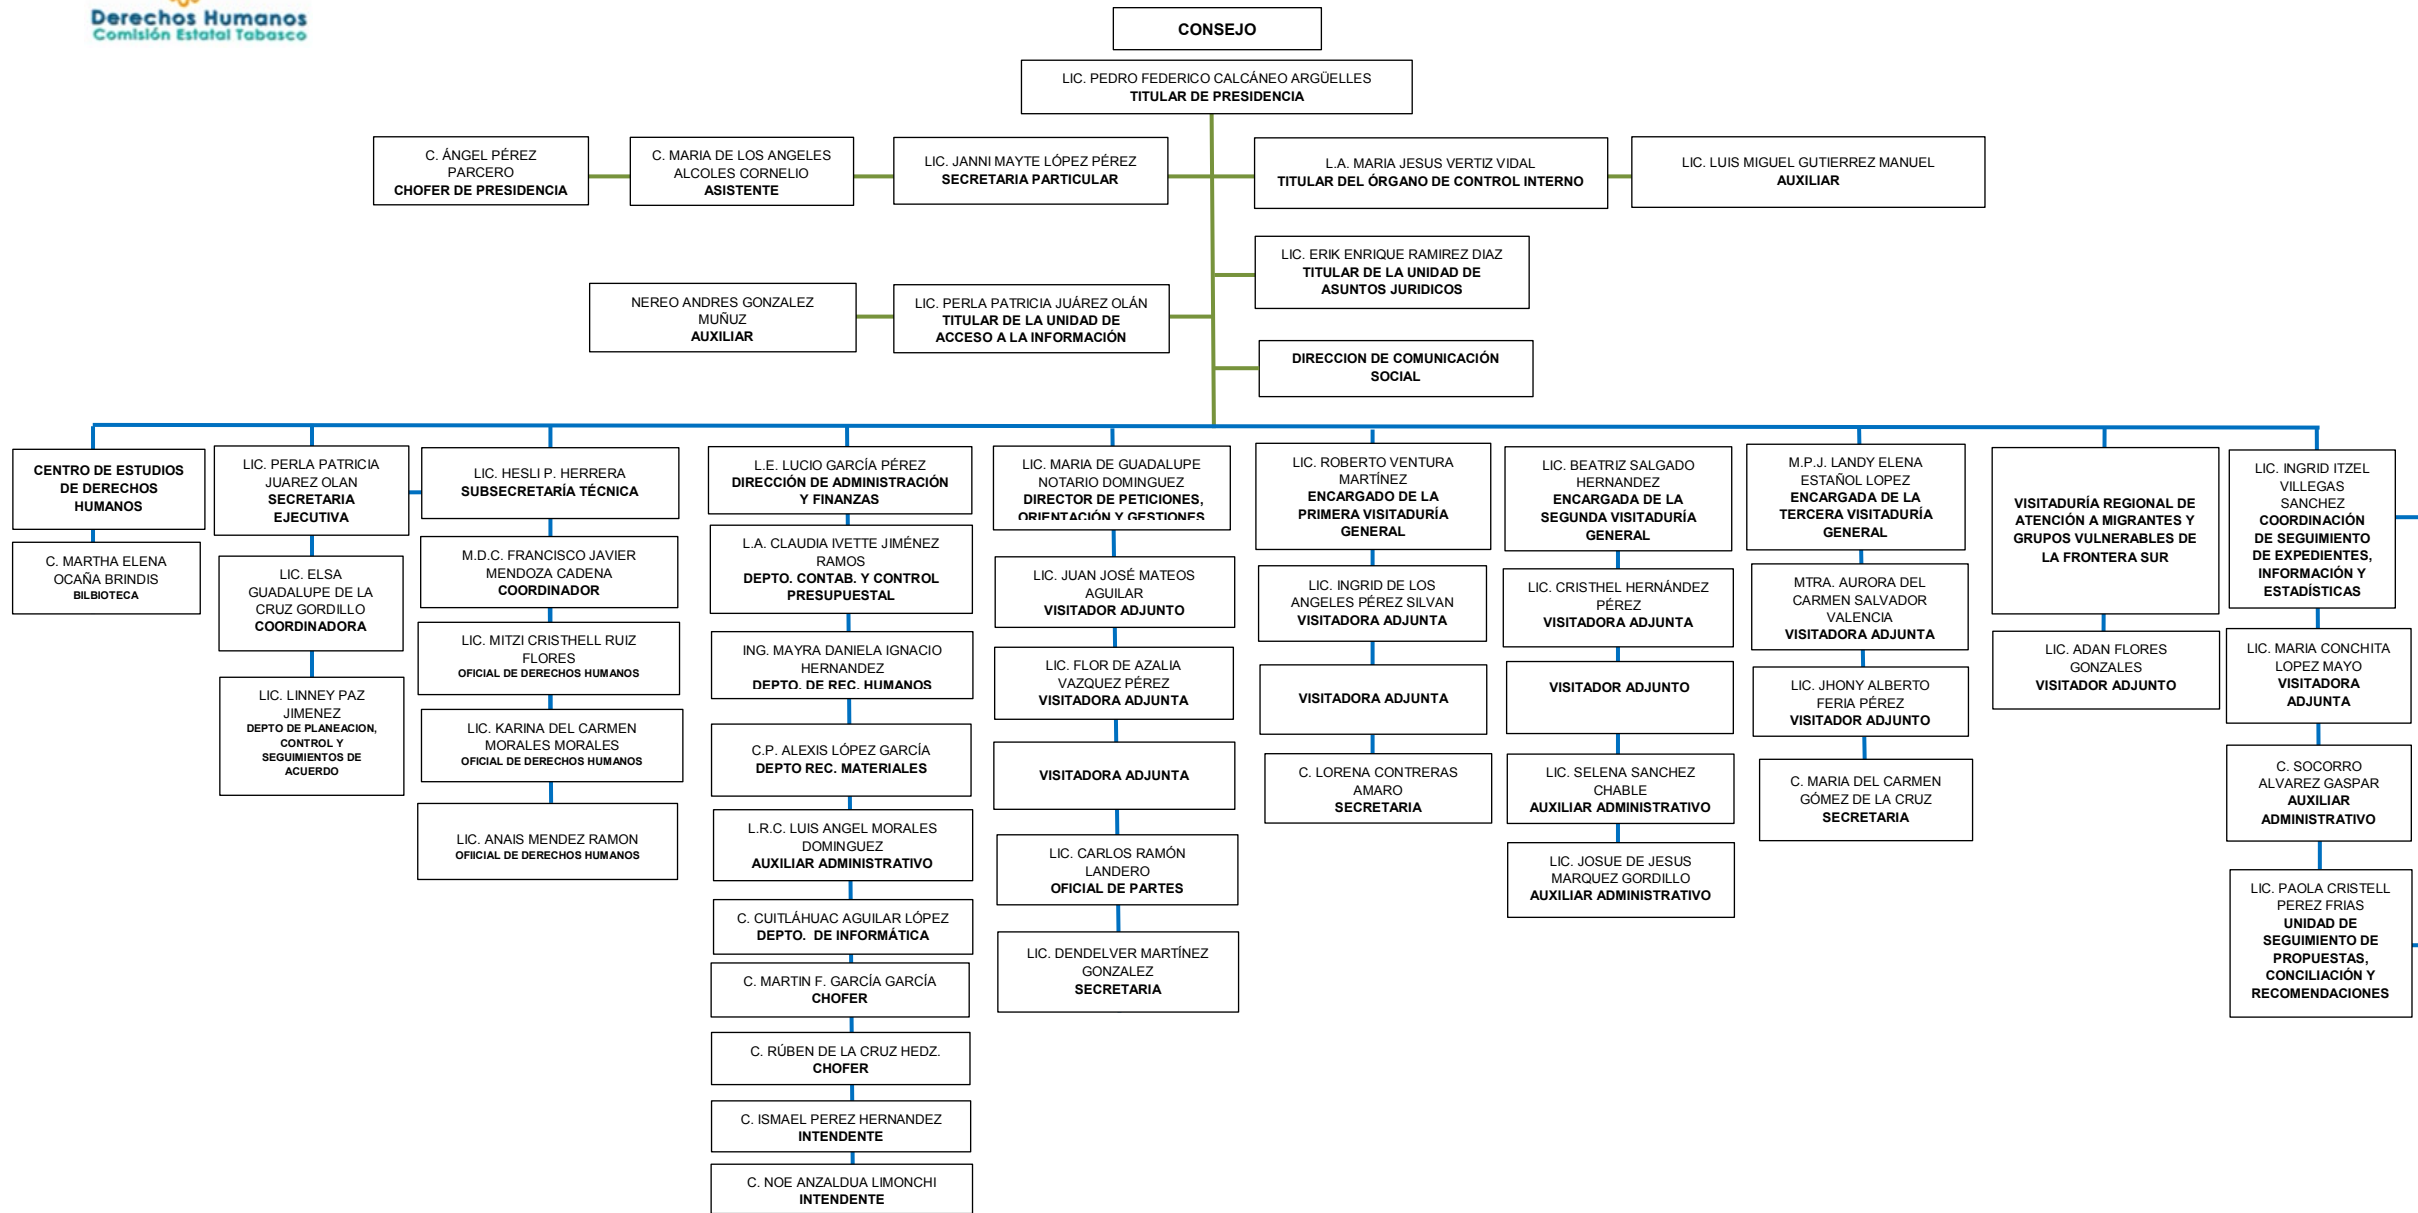 Derechos Humanos
Comisión Estatal Tabasco
CONSEJO
LIC. PEDRO FEDERICO CALCÁNEO ARGÜELLES
TITULAR DE PRESIDENCIA
C. ÁNGEL PÉREZ
PARCERO
CHOFER DE PRESIDENCIA
C. MARIA DE LOS ANGELES
ALCOLES CORNELIO
ASISTENTE
LIC. JANNI MAYTE LÓPEZ PÉREZ
SECRETARIA PARTICULAR
L.A. MARIA JESUS VERTIZ VIDAL
TITULAR DEL ÓRGANO DE CONTROL INTERNO
LIC. LUIS MIGUEL GUTIERREZ MANUEL
AUXILIAR
LIC. ERIK ENRIQUE RAMIREZ DIAZ
TITULAR DE LA UNIDAD DE
ASUNTOS JURIDICOS
NEREO ANDRES GONZALEZ
MUÑUZ
AUXILIAR
LIC. PERLA PATRICIA JUÁREZ OLÁN
TITULAR DE LA UNIDAD DE
ACCESO A LA INFORMACIÓN
DIRECCION DE COMUNICACIÓN
SOCIAL
CENTRO DE ESTUDIOS
DE DERECHOS
HUMANOS
C. MARTHA ELENA
OCAÑA BRINDIS
BILBIOTECA
LIC. PERLA PATRICIA
JUAREZ OLAN
SECRETARIA
EJECUTIVA
LIC. ELSA
GUADALUPE DE LA
CRUZ GORDILLO
COORDINADORA
LIC. LINNEY PAZ
JIMENEZ
DEPTO DE PLANEACION,
CONTROL Y
SEGUIMIENTOS DE
ACUERDO
LIC. HESLI P. HERRERA
SUBSECRETARÍA TÉCNICA
M.D.C. FRANCISCO JAVIER
MENDOZA CADENA
COORDINADOR
LIC. MITZI CRISTHELL RUIZ
FLORES
OFICIAL DE DERECHOS HUMANOS
LIC. KARINA DEL CARMEN
MORALES MORALES
OFICIAL DE DERECHOS HUMANOS
LIC. ANAIS MENDEZ RAMON
OFIICIAL DE DERECHOS HUMANOS
L.E. LUCIO GARCÍA PÉREZ
DIRECCIÓN DE ADMINISTRACIÓN
Y FINANZAS
L.A. CLAUDIA IVETTE JIMÉNEZ
RAMOS
DEPTO. CONTAB. Y CONTROL
PRESUPUESTAL
ING. MAYRA DANIELA IGNACIO
HERNANDEZ
DEPTO. DE REC. HUMANOS
C.P. ALEXIS LÓPEZ GARCÍA
DEPTO REC. MATERIALES
L.R.C. LUIS ANGEL MORALES
DOMINGUEZ
AUXILIAR ADMINISTRATIVO
C. CUITLÁHUAC AGUILAR LÓPEZ
DEPTO. DE INFORMÁTICA
C. MARTIN F. GARCÍA GARCÍA
CHOFER
C. RÚBEN DE LA CRUZ HEDZ.
CHOFER
C. ISMAEL PEREZ HERNANDEZ
INTENDENTE
C. NOE ANZALDUA LIMONCHI
INTENDENTE
LIC. MARIA DE GUADALUPE
NOTARIO DOMINGUEZ
DIRECTOR DE PETICIONES,
ORIENTACIÓN Y GESTIONES
LIC. JUAN JOSÉ MATEOS
AGUILAR
VISITADOR ADJUNTO
LIC. FLOR DE AZALIA
VAZQUEZ PÉREZ
VISITADORA ADJUNTA
VISITADORA ADJUNTA
LIC. CARLOS RAMÓN
LANDERO
OFICIAL DE PARTES
LIC. DENDELVER MARTÍNEZ
GONZALEZ
SECRETARIA
LIC. ROBERTO VENTURA
MARTÍNEZ
ENCARGADO DE LA
PRIMERA VISITADURÍA
GENERAL
LIC. INGRID DE LOS
ANGELES PÉREZ SILVAN
VISITADORA ADJUNTA
VISITADORA ADJUNTA
C. LORENA CONTRERAS
AMARO
SECRETARIA
LIC. BEATRIZ SALGADO
HERNANDEZ
ENCARGADA DE LA
SEGUNDA VISITADURÍA
GENERAL
LIC. CRISTHEL HERNÁNDEZ
PÉREZ
VISITADORA ADJUNTA
VISITADOR ADJUNTO
LIC. SELENA SANCHEZ
CHABLE
AUXILIAR ADMINISTRATIVO
LIC. JOSUE DE JESUS
MARQUEZ GORDILLO
AUXILIAR ADMINISTRATIVO
M.P.J. LANDY ELENA
ESTAÑOL LOPEZ
ENCARGADA DE LA
TERCERA VISITADURÍA
GENERAL
MTRA. AURORA DEL
CARMEN SALVADOR
VALENCIA
VISITADORA ADJUNTA
LIC. JHONY ALBERTO
FERIA PÉREZ
VISITADOR ADJUNTO
C. MARIA DEL CARMEN
GÓMEZ DE LA CRUZ
SECRETARIA
VISITADURÍA REGIONAL DE
ATENCIÓN A MIGRANTES Y
GRUPOS VULNERABLES DE
LA FRONTERA SUR
LIC. ADAN FLORES
GONZALES
VISITADOR ADJUNTO
LIC. INGRID ITZEL
VILLEGAS
SANCHEZ
COORDINACIÓN
DE SEGUIMIENTO
DE EXPEDIENTES,
INFORMACIÓN Y
ESTADÍSTICAS
LIC. MARIA CONCHITA
LOPEZ MAYO
VISITADORA
ADJUNTA
C. SOCORRO
ALVAREZ GASPAR
AUXILIAR
ADMINISTRATIVO
LIC. PAOLA CRISTELL
PEREZ FRIAS
UNIDAD DE
SEGUIMIENTO DE
PROPUESTAS,
CONCILIACIÓN Y
RECOMENDACIONES